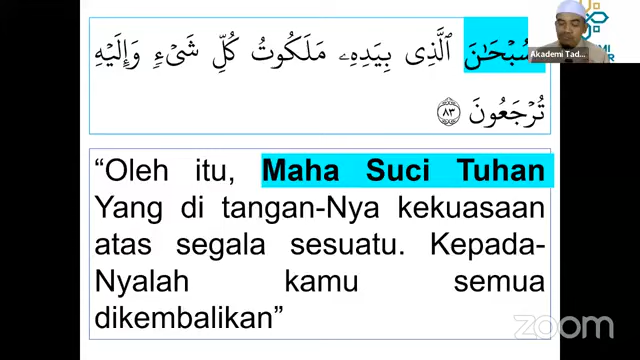 سُبْحَـٰنَ ٱلَّذِى بِيَدِهِۦ مَلَكُوتُ كُلِّ شَىْءٍ وَإِلَيْهِ
تُرْجَعُونَ ٨٣
Akademi Tad...
“Oleh itu, Maha Suci Tuhan
Yang di tangan-Nya kekuasaan
atas segala sesuatu. Kepada-
Nyalah kamu semua
dikembalikan”
zoom